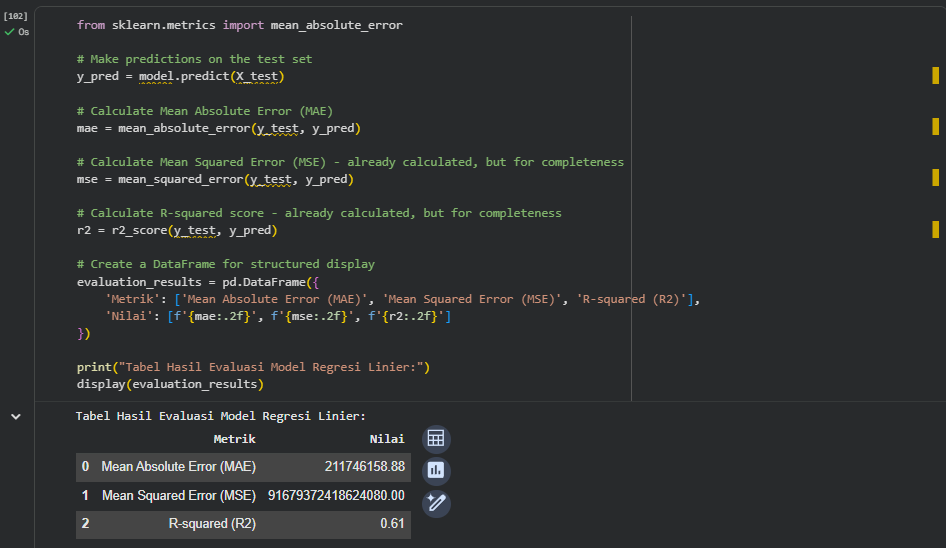 [102]
0s
from sklearn.metrics import mean_absolute_error
# Make predictions on the test set
y_pred = model.predict(X_test)
# Calculate Mean Absolute Error (MAE)
mae = mean_absolute_error(y_test, y_pred)
# Calculate Mean Squared Error (MSE) - already calculated, but for completeness
mse = mean_squared_error(y_test, y_pred)
# Calculate R-squared score - already calculated, but for completeness
r2 = r2_score(y_test, y_pred)
# Create a DataFrame for structured display
evaluation_results = pd.DataFrame({
    'Metrik': ['Mean Absolute Error (MAE)', 'Mean Squared Error (MSE)', 'R-squared (R2)'],
    'Nilai': [f'{mae:.2f}', f'{mse:.2f}', f'{r2:.2f}']
})
print("Tabel Hasil Evaluasi Model Regresi Linier:")
display(evaluation_results)
Tabel Hasil Evaluasi Model Regresi Linier:
Metrik Nilai
0 Mean Absolute Error (MAE) 211746158.88
1 Mean Squared Error (MSE) 91679372418624080.00
2 R-squared (R2) 0.61